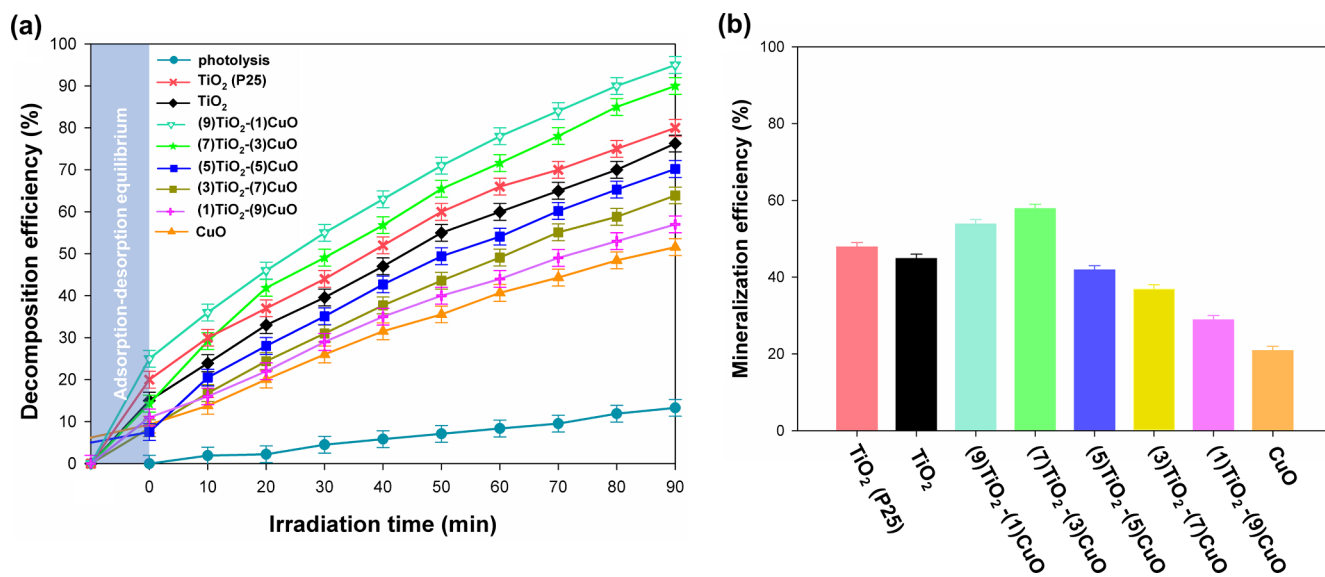 (a)
Decomposition efficiency (%)
100
90
80
70
60
50
40
30
20
10
0
Adsorption-desorption equilibrium
photolysis
TiO₂ (P25)
TiO₂
(9)TiO₂-(1)CuO
(7)TiO₂-(3)CuO
(5)TiO₂-(5)CuO
(3)TiO₂-(7)CuO
(1)TiO₂-(9)CuO
CuO
0 10 20 30 40 50 60 70 80 90
Irradiation time (min)
(b)
Mineralization efficiency (%)
100
80
60
40
20
0
TiO₂ (P25)
TiO₂
(9)TiO₂-(1)CuO
(7)TiO₂-(3)CuO
(5)TiO₂-(5)CuO
(3)TiO₂-(7)CuO
(1)TiO₂-(9)CuO
CuO